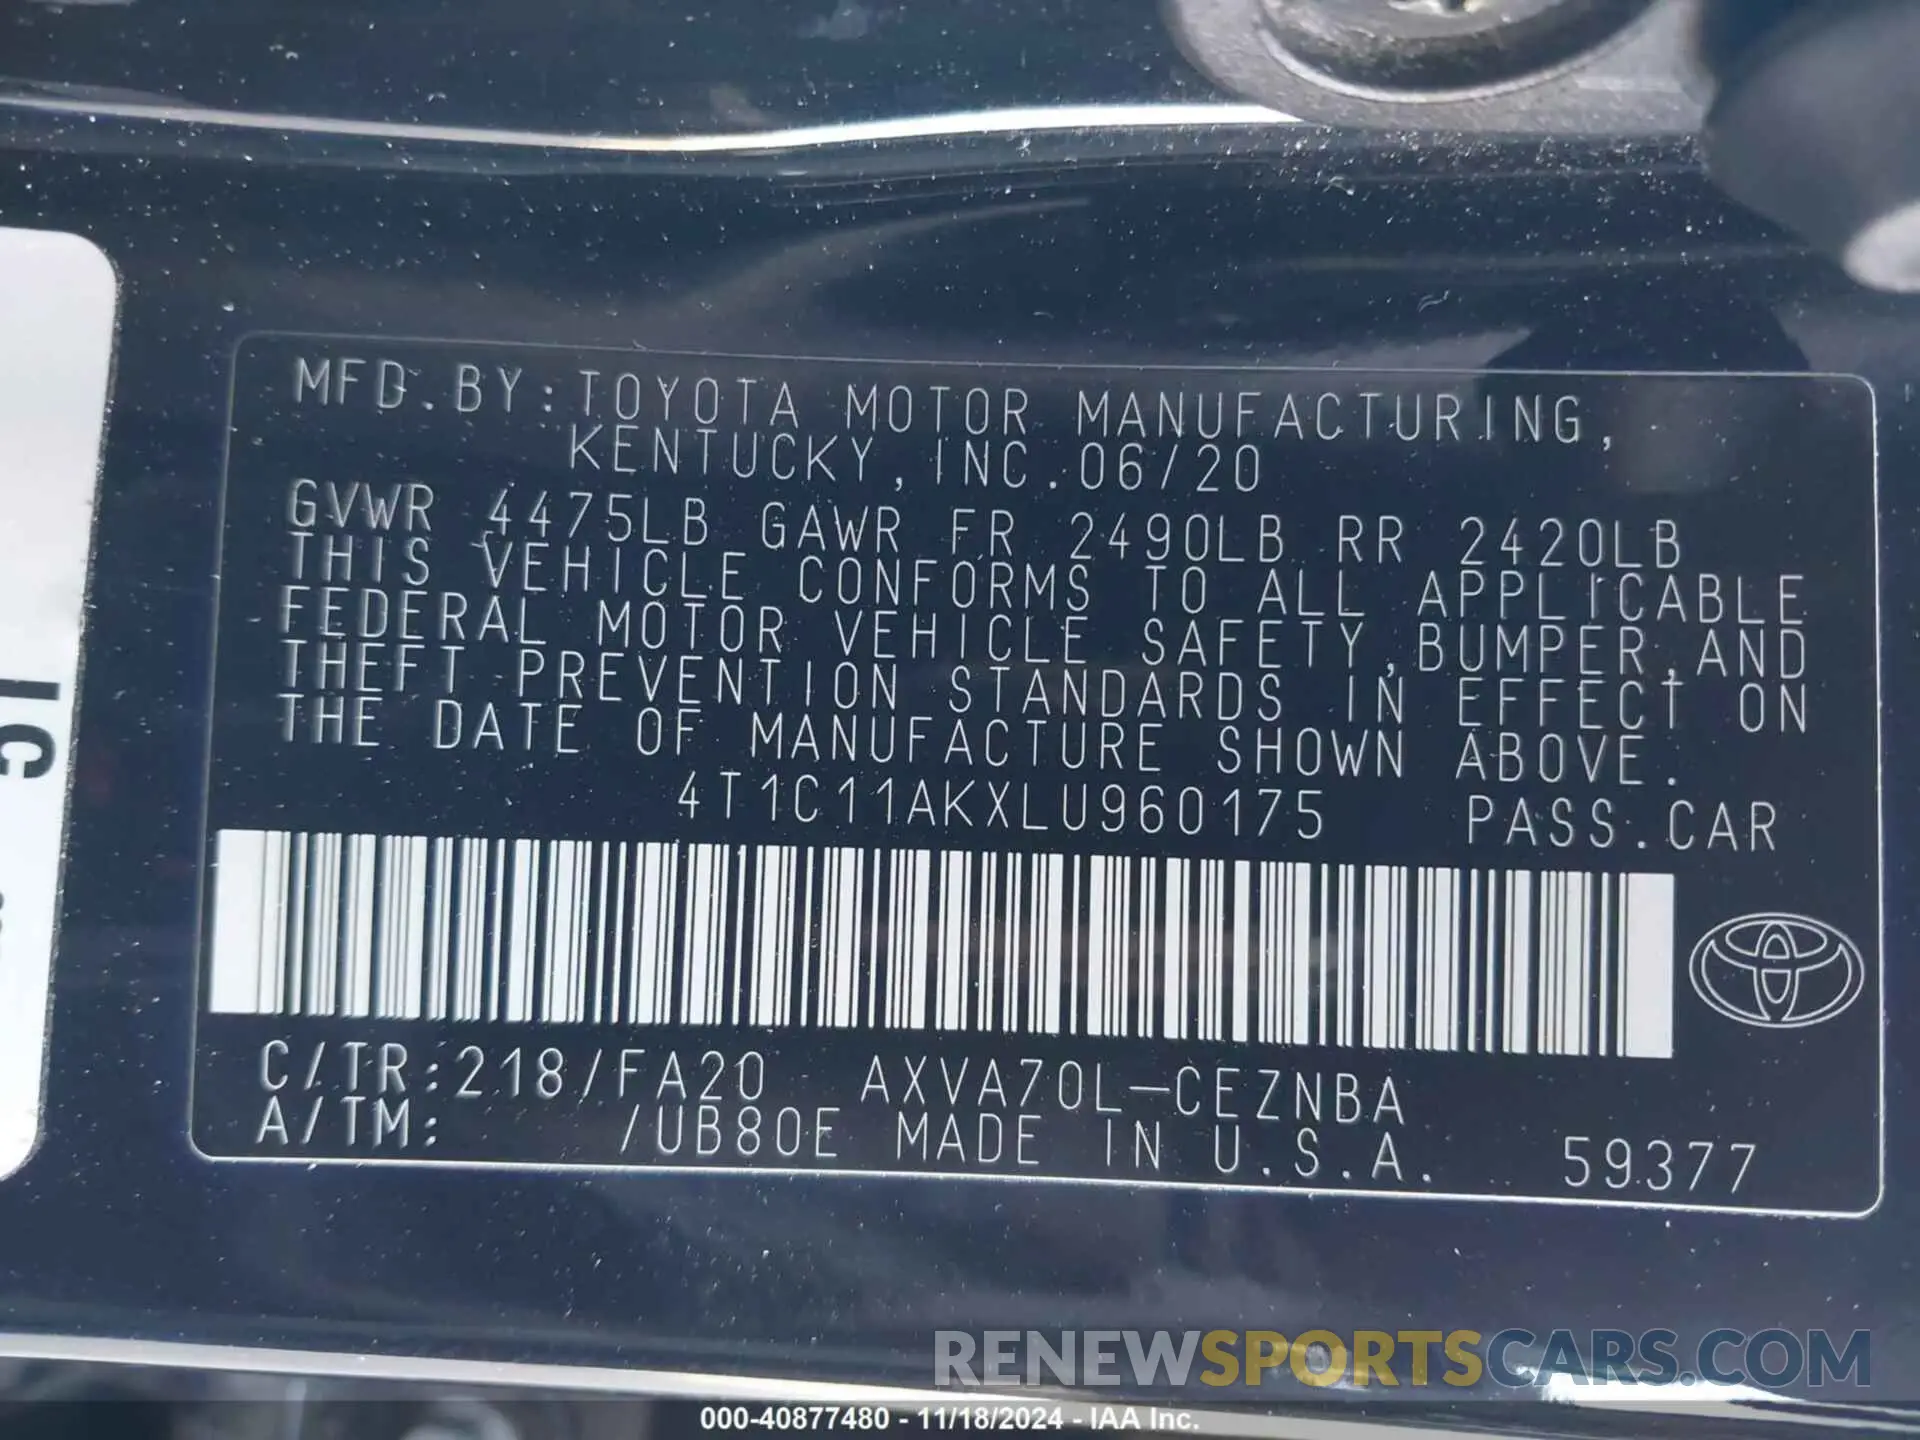 MFD.BY:TOYOTA MOTOR MANUFACTURING,
KENTUCKY, INC.06/20
GVWR 4475LB GAWR FR 2490LB RR 2420LB
THIS VEHICLE CONFORMS TO ALL APPLICABLE
FEDERAL MOTOR VEHICLE SAFETY,BUMPER,AND
THEFT PREVENTION STANDARDS IN EFFECT ON
THE DATE OF MANUFACTURE SHOWN ABOVE.
4T1C11AKXLU960175 PASS.CAR
C/TR:218/FA20 AXVA70L-CEZNBA
A/TM: /UB80E MADE IN U.S.A. 59377
RENEWSPORTSCARS.COM
000-40877480 - 11/18/2024 - IAA Inc.